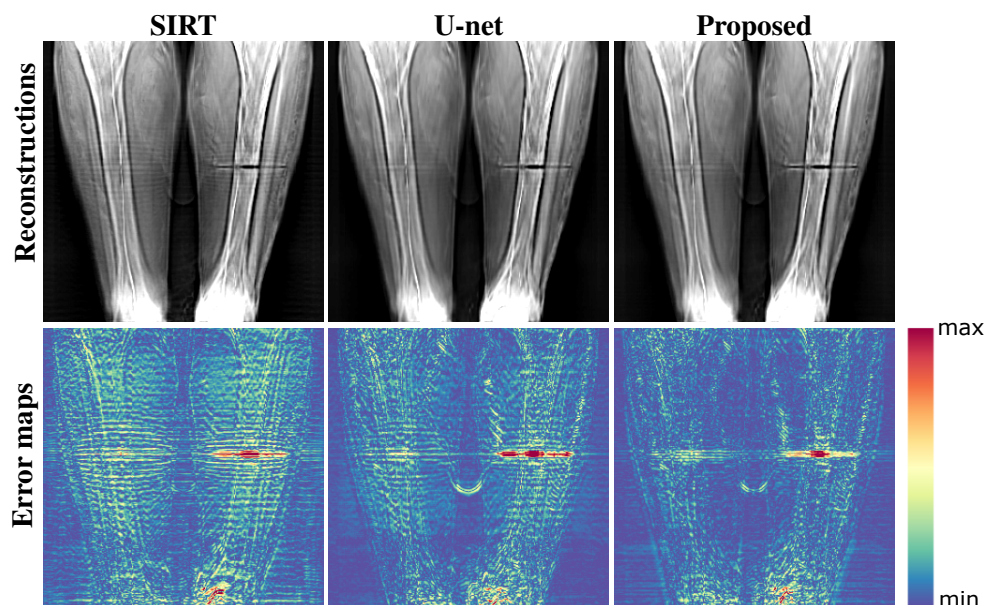 SIRT
U-net
Proposed
Reconstructions
Error maps
max
min